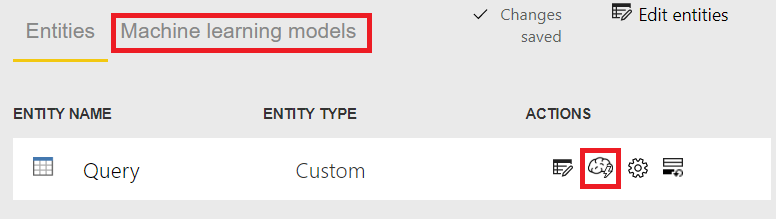 Entities Machine learning models Changes saved Edit entities
ENTITY NAME ENTITY TYPE ACTIONS
Query Custom